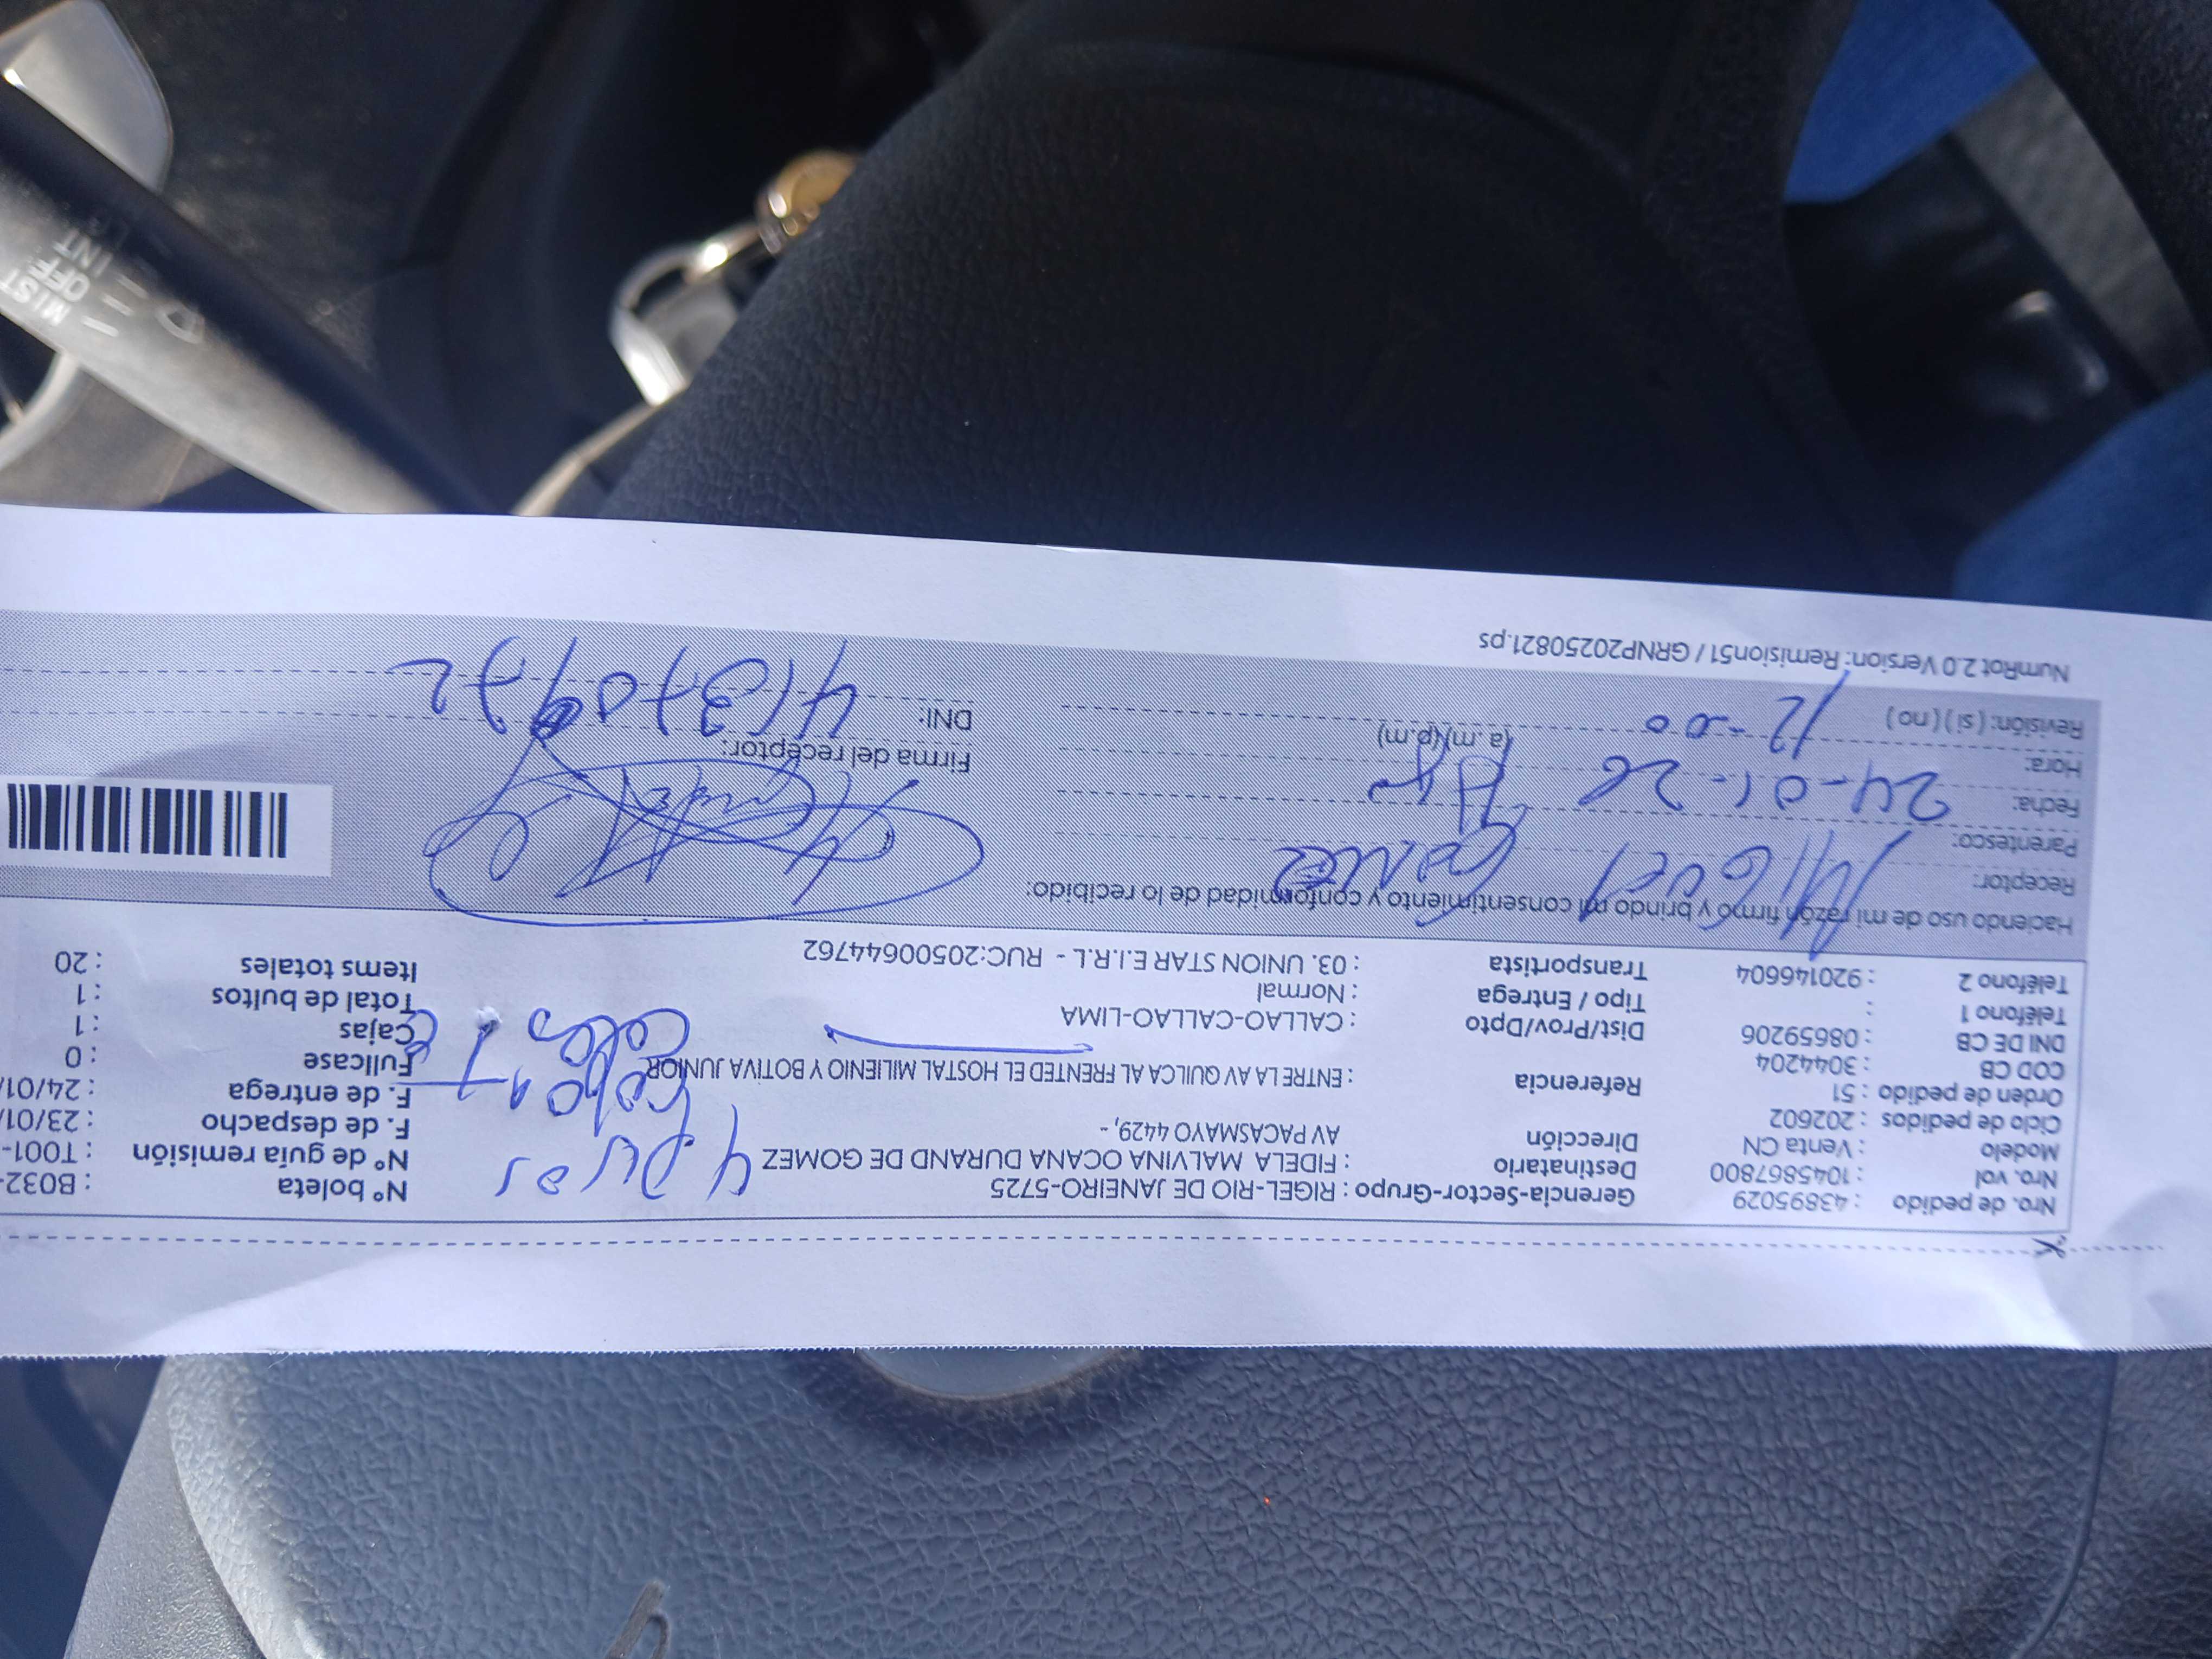 Nro. de pedido : 43895029 Gerencia-Sector-Grupo : RIGEL-RIO DE JANEIRO-5725 N° boleta : B032-
Nro. vol : 1045867800 Destinatario : FIDELA MALVINA OCANA DURAND DE GOMEZ N° de guía remisión : T001-
Modelo : Venta CN Dirección AV PACASMAYO 4429, - F. de despacho : 23/01/
Ciclo de pedidos : 202602 F. de entrega : 24/01/
Orden de pedido : 51 Referencia : ENTRE LA AV QUILCA AL FRENTED EL HOSTAL MILIENIO Y BOTIVA JUNIOR Fullcase : 0
COD CB : 3044204 Cajas : 1
DNI DE CB : 08659206 Dist/Prov/Dpto : CALLAO-CALLAO-LIMA Total de bultos : 1
Teléfono 1 : Tipo / Entrega : Normal Items totales : 20
Teléfono 2 : 920146604 Transportista : 03. UNION STAR E.I.R.L - RUC:20500644762
4 Pisos
Haciendo uso de mi razón firmo y brindo mi consentimiento y conformidad de lo recibido:
Receptor: Miguel
Parentesco:
Fecha: 24-01-26
Hora: 12-00 (a.m)(p.m)
Revisión: ( si ) ( no )
Firma del receptor:
DNI:
NumRot 2.0 Version: Remision51 / GRNP20250821.ps
MIST
OFF
INT